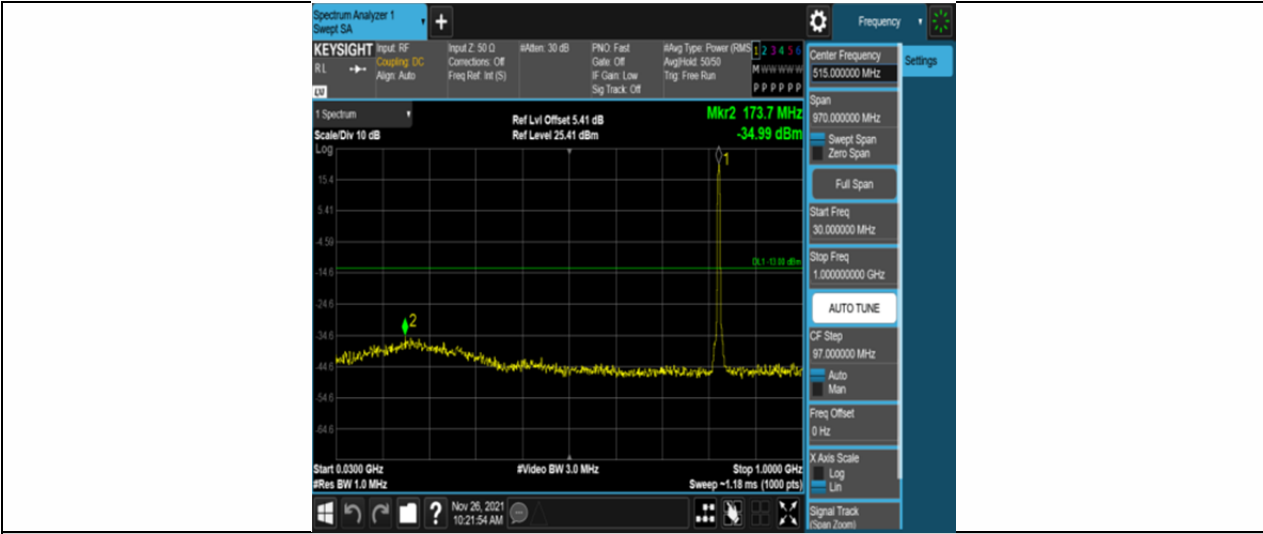 Spectrum Analyzer 1
Swept SA
Frequency
KEYSIGHT
RL
LV
Input: RF
Coupling: DC
Align: Auto
Input Z: 50 Ω
Corrections: Off
Freq Ref: Int (S)
#Atten: 30 dB
PNO: Fast
Gate: Off
IF Gain: Low
Sig Track: Off
#Avg Type: Power (RMS
Avg|Hold: 50/50
Trig: Free Run
1 2 3 4 5 6
M W W W W W
P P P P P P
1 Spectrum
Scale/Div 10 dB
Ref Lvl Offset 5.41 dB
Ref Level 25.41 dBm
Mkr2 173.7 MHz
-34.99 dBm
Log
15.4
5.41
-4.59
-14.6
-24.6
-34.6
-44.6
-54.6
-64.6
1
DL1 -13.00 dBm
2
Start 0.0300 GHz
#Res BW 1.0 MHz
#Video BW 3.0 MHz
Stop 1.0000 GHz
Sweep ~1.18 ms (1000 pts)
?
Nov 26, 2021
10:21:54 AM
Center Frequency
515.000000 MHz
Settings
Span
970.000000 MHz
Swept Span
Zero Span
Full Span
Start Freq
30.000000 MHz
Stop Freq
1.000000000 GHz
AUTO TUNE
CF Step
97.000000 MHz
Auto
Man
Freq Offset
0 Hz
X Axis Scale
Log
Lin
Signal Track
(Span Zoom)